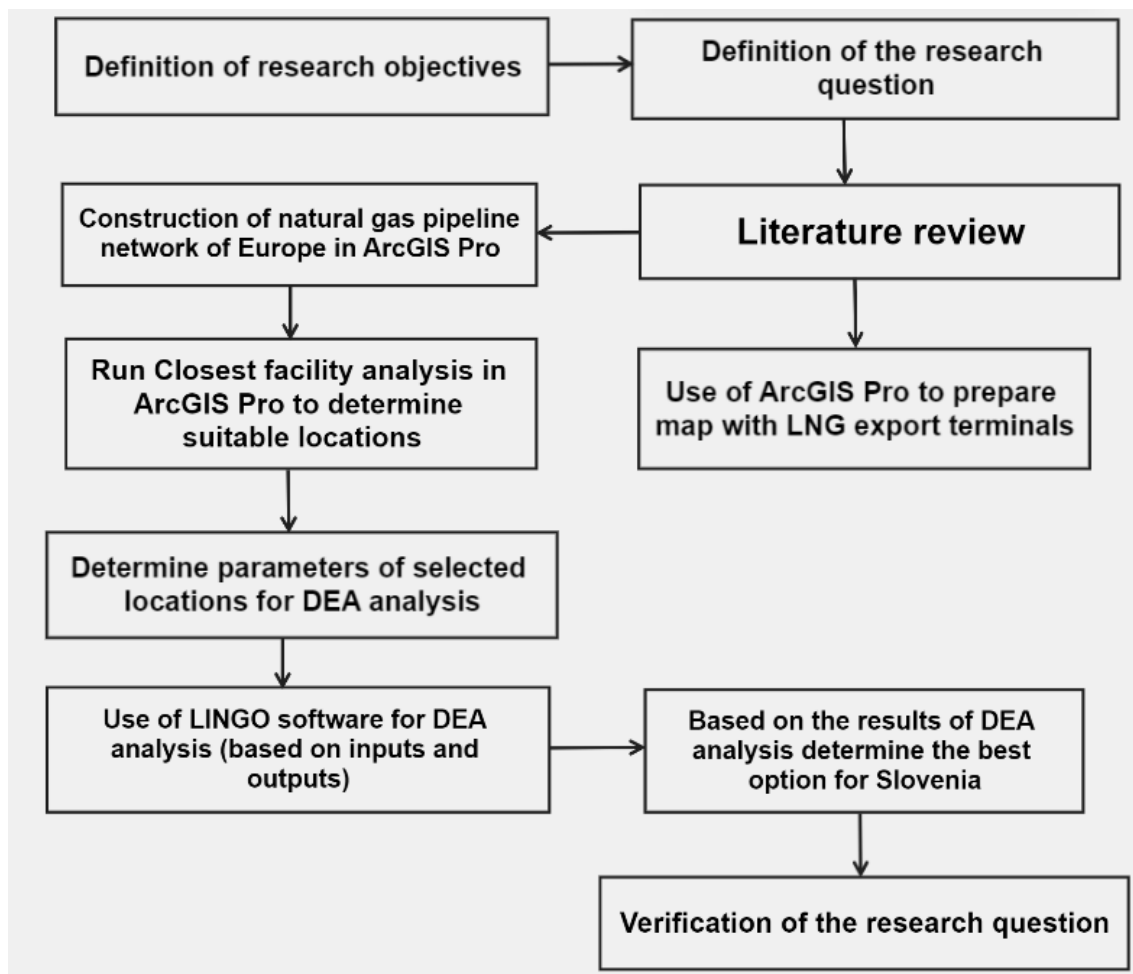 Definition of research objectives
Definition of the research
question
Literature review
Construction of natural gas pipeline
network of Europe in ArcGIS Pro
Run Closest facility analysis in
ArcGIS Pro to determine
suitable locations
Use of ArcGIS Pro to prepare
map with LNG export terminals
Determine parameters of selected
locations for DEA analysis
Use of LINGO software for DEA
analysis (based on inputs and
outputs)
Based on the results of DEA
analysis determine the best
option for Slovenia
Verification of the research question